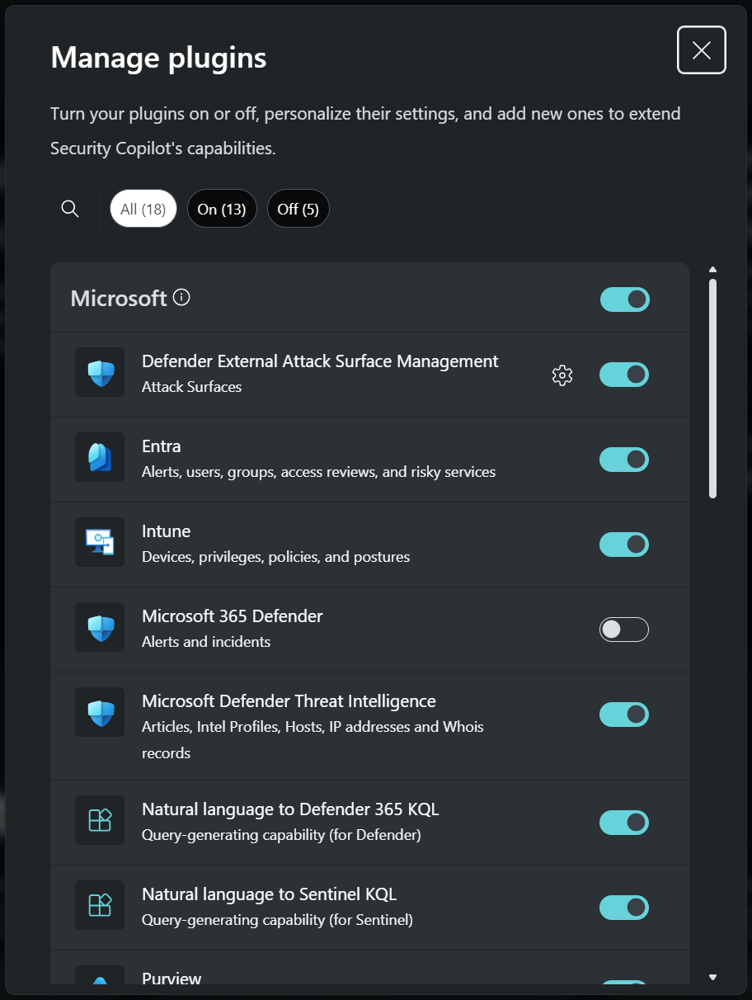 Manage plugins
Turn your plugins on or off, personalize their settings, and add new ones to extend
Security Copilot's capabilities.
All (18)
On (13)
Off (5)
Microsoft
Defender External Attack Surface Management
Attack Surfaces
Entra
Alerts, users, groups, access reviews, and risky services
Intune
Devices, privileges, policies, and postures
Microsoft 365 Defender
Alerts and incidents
Microsoft Defender Threat Intelligence
Articles, Intel Profiles, Hosts, IP addresses and Whois
records
Natural language to Defender 365 KQL
Query-generating capability (for Defender)
Natural language to Sentinel KQL
Query-generating capability (for Sentinel)
Purview